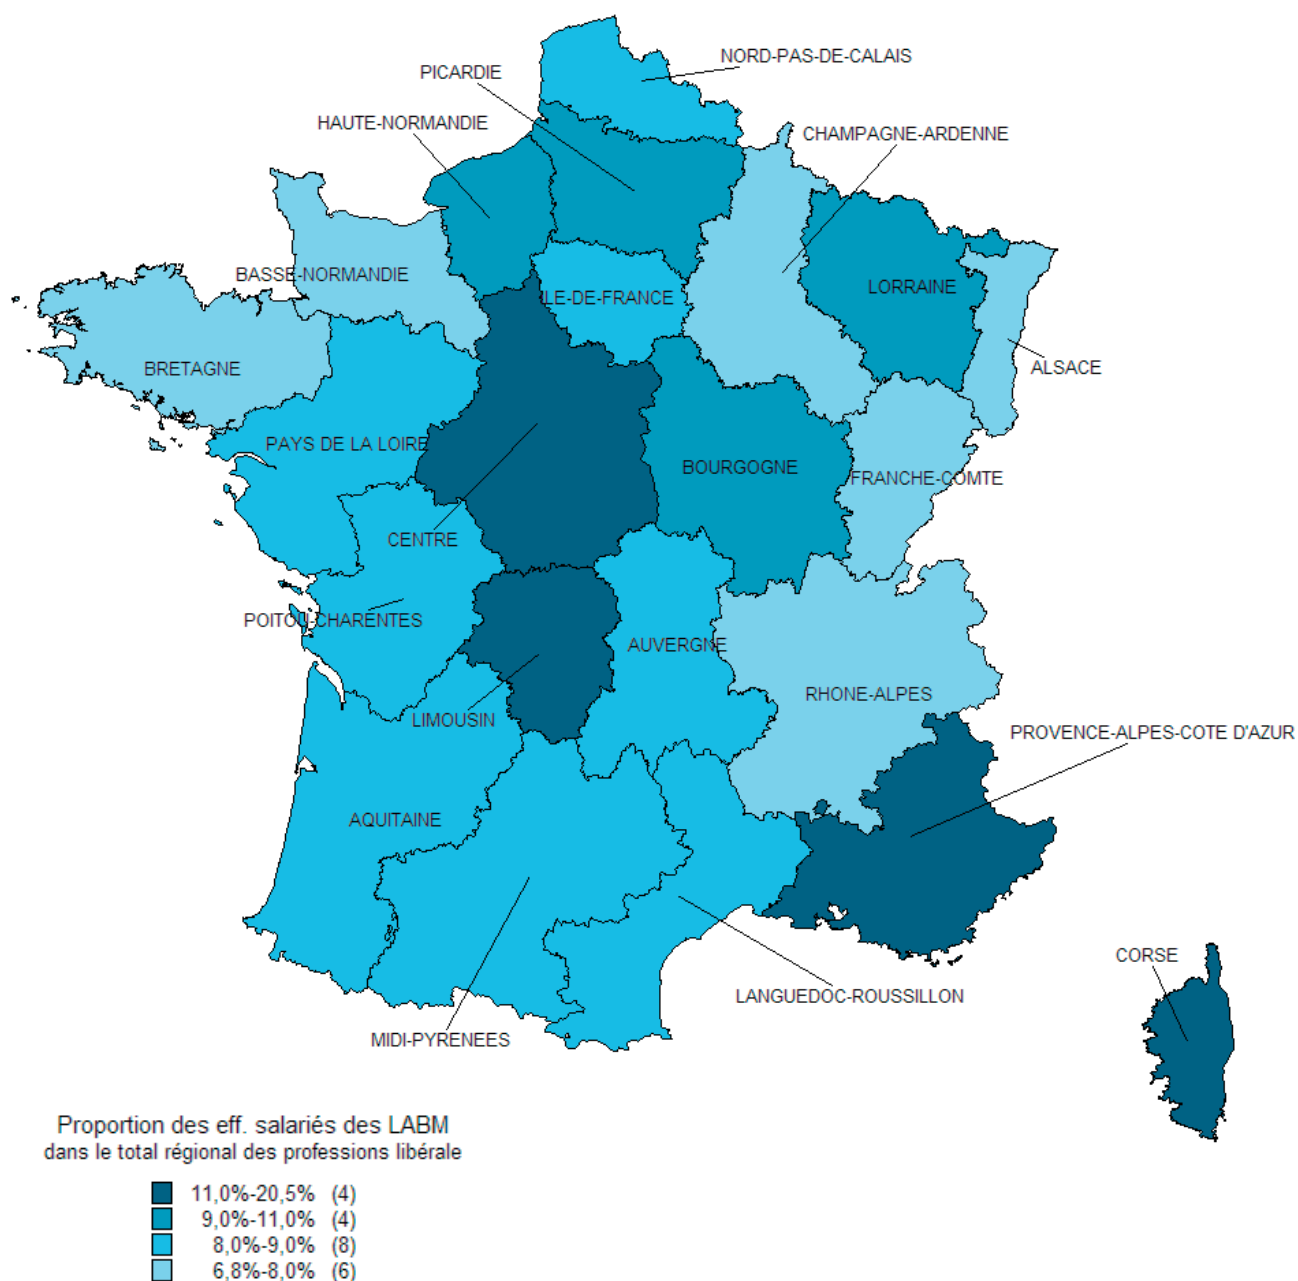 NORD-PAS-DE-CALAIS
PICARDIE
HAUTE-NORMANDIE
CHAMPAGNE-ARDENNE
BASSE-NORMANDIE
ILE-DE-FRANCE
LORRAINE
BRETAGNE
ALSACE
PAYS DE LA LOIRE
BOURGOGNE
FRANCHE-COMTE
CENTRE
POITOU-CHARENTES
AUVERGNE
RHONE-ALPES
LIMOUSIN
PROVENCE-ALPES-COTE D'AZUR
AQUITAINE
CORSE
LANGUEDOC-ROUSSILLON
MIDI-PYRENEES
Proportion des eff. salariés des LABM
dans le total régional des professions libérale
11,0%-20,5% (4)
9,0%-11,0% (4)
8,0%-9,0% (8)
6,8%-8,0% (6)